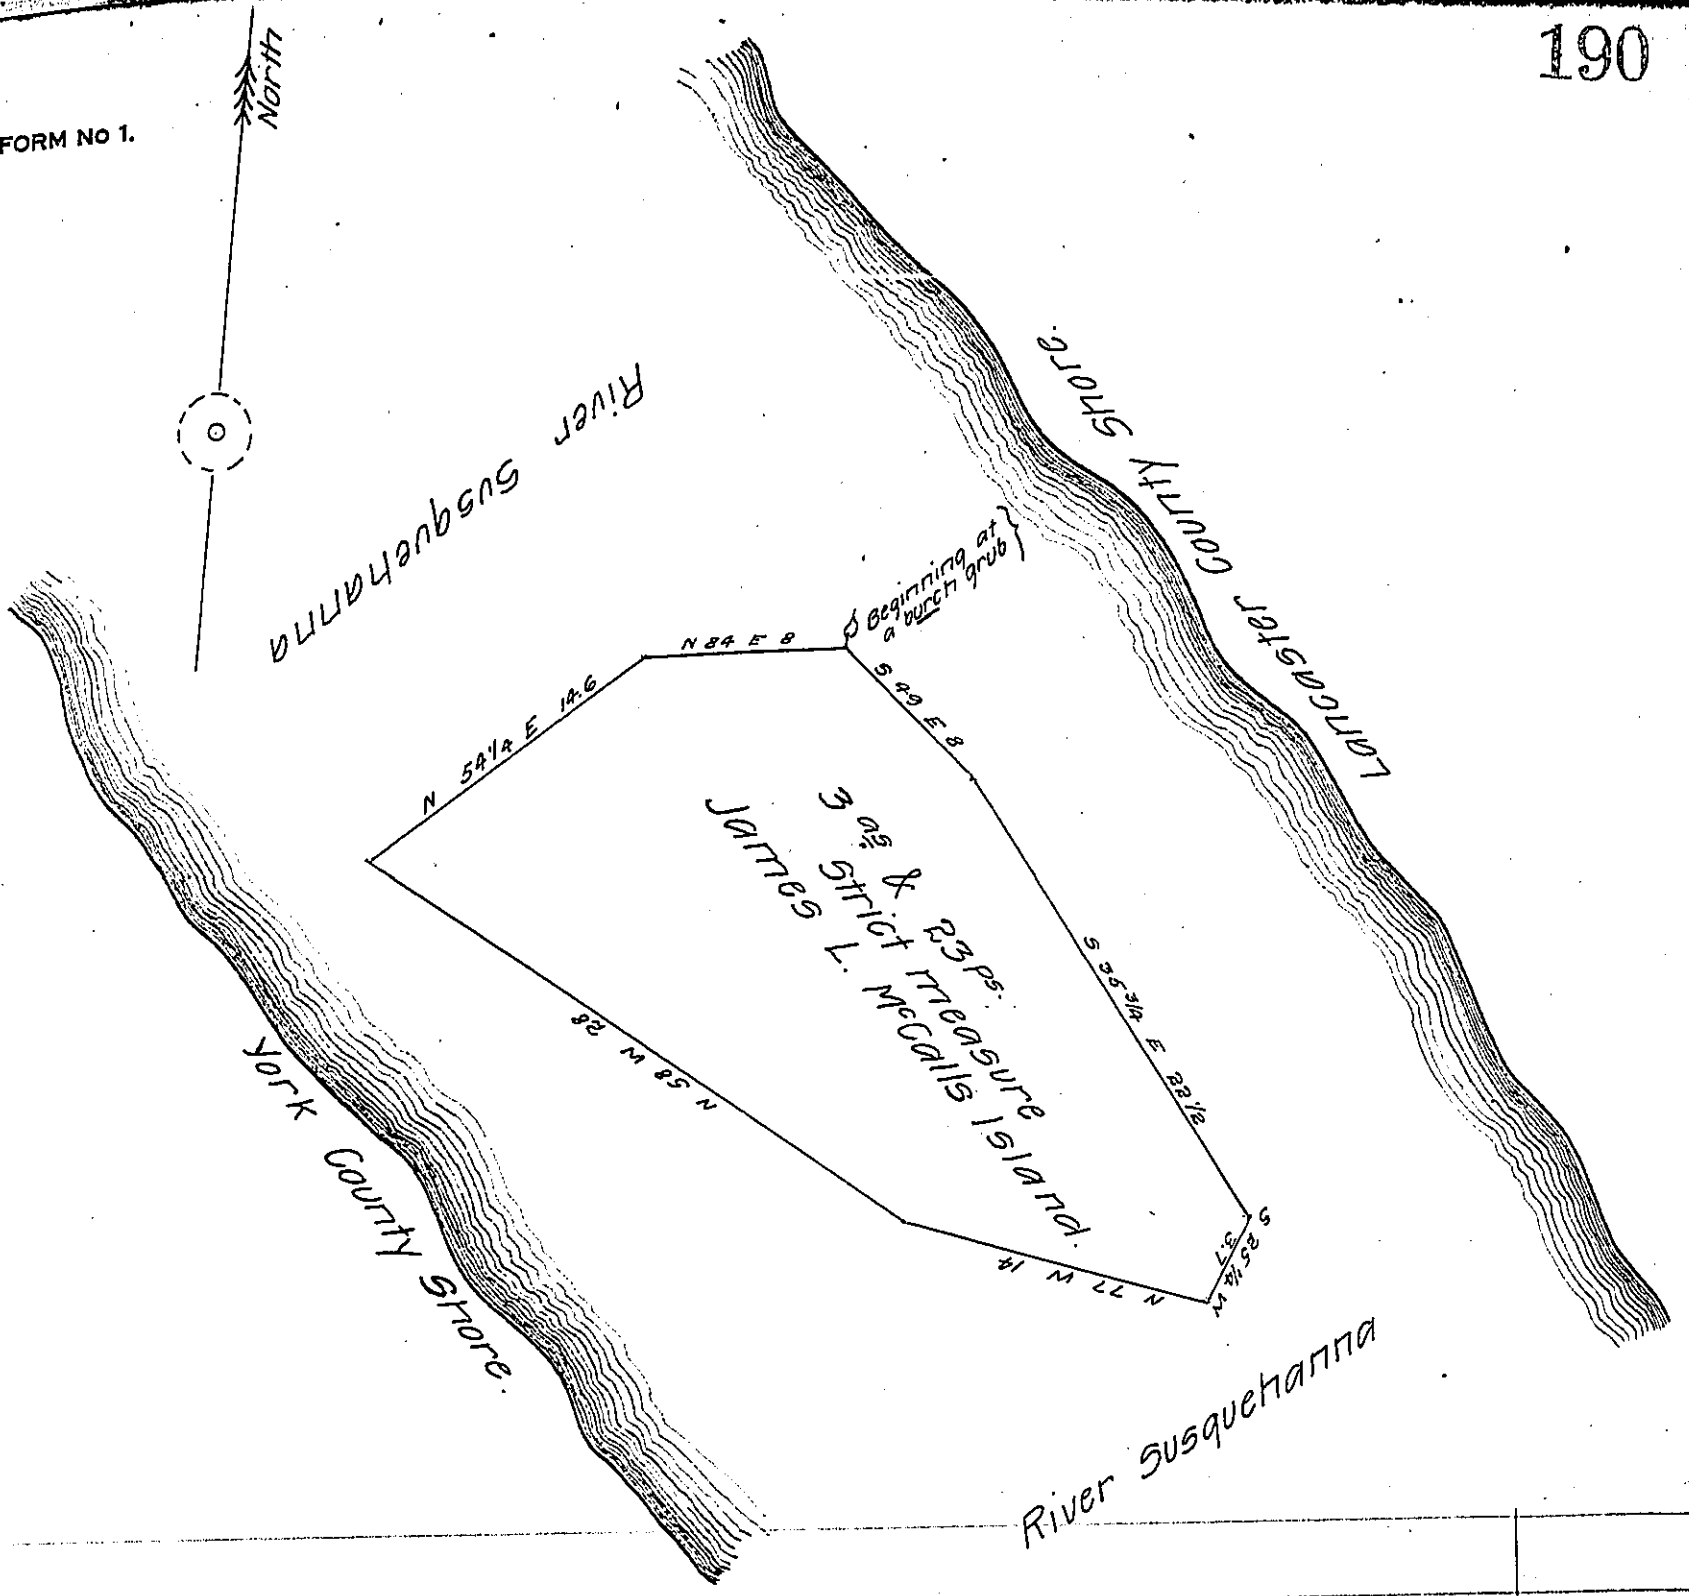 190
North
FORM No 1.
River Susquehanna
Lancaster County Shore.
Beginning at
a burch grub
N 84 E 8
S 49 E 8
N 54 1/4 E 14.6
3 as & 23 ps.
Strict measure
James L. McCalls Island.
S 35 3/4 E 22 1/2
N 58 W 28
S 25 1/4 W
3.7
N 77 W 14
York County Shore.
River Susquehanna